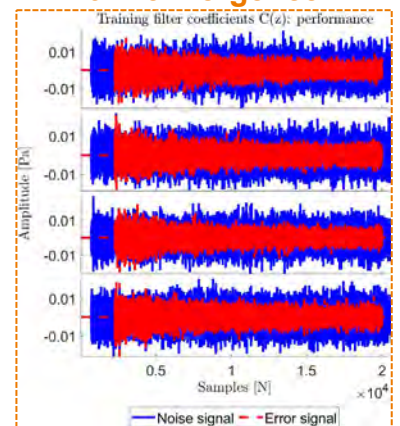 Training filter coefficients C(z): performance
0.01
-0.01
0.01
-0.01
0.01
-0.01
0.01
-0.01
Amplitude [Pa]
0.5 1 1.5 2
Samples [N]
×10⁴
Noise signal Error signal